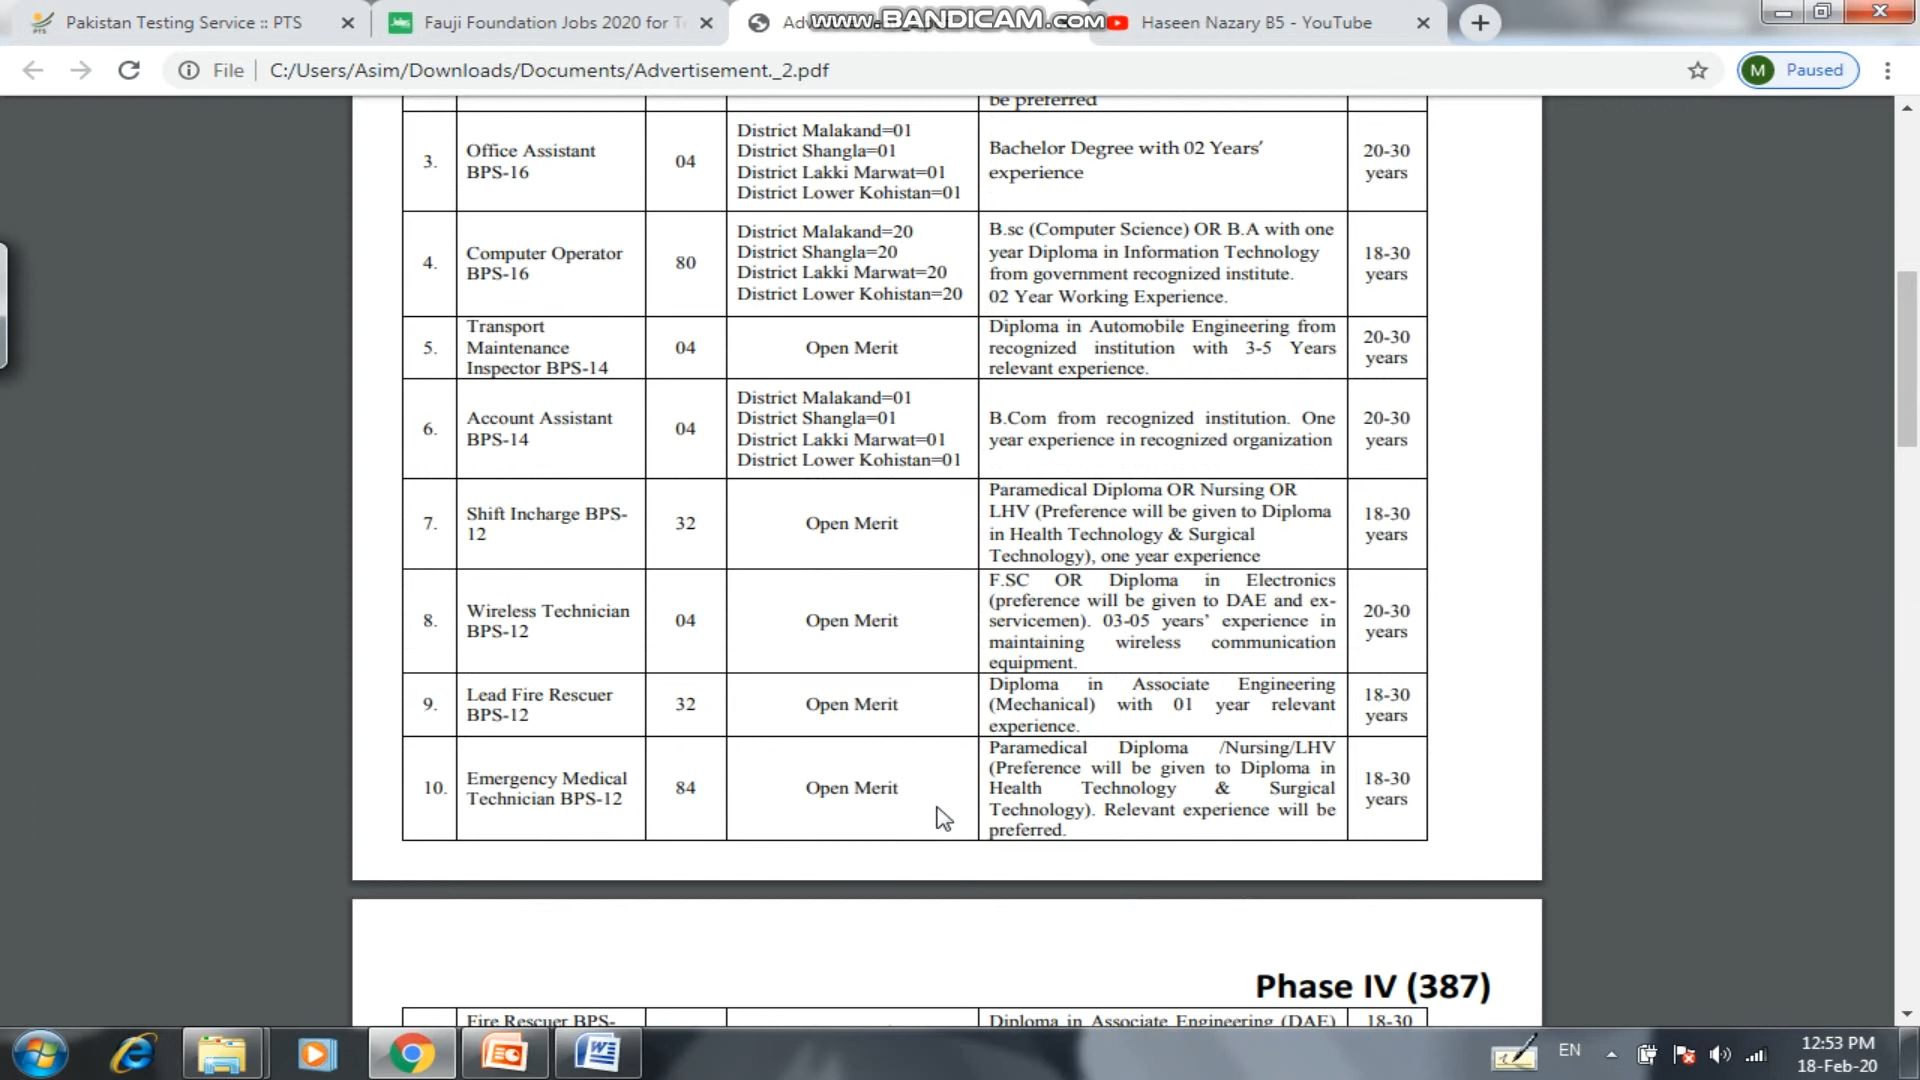 Pakistan Testing Service :: PTS
Fauji Foundation Jobs 2020 for
www.BANDICAM.com
Haseen Nazary B5 - YouTube
File
C:/Users/Asim/Downloads/Documents/Advertisement._2.pdf
M Paused
be preferred
3.
Office Assistant
BPS-16
04
District Malakand=01
District Shangla=01
District Lakki Marwat=01
District Lower Kohistan=01
Bachelor Degree with 02 Years’
experience
20-30
years
4.
Computer Operator
BPS-16
80
District Malakand=20
District Shangla=20
District Lakki Marwat=20
District Lower Kohistan=20
B.sc (Computer Science) OR B.A with one
year Diploma in Information Technology
from government recognized institute.
02 Year Working Experience.
18-30
years
5.
Transport
Maintenance
Inspector BPS-14
04
Open Merit
Diploma in Automobile Engineering from
recognized institution with 3-5 Years
relevant experience.
20-30
years
6.
Account Assistant
BPS-14
04
District Malakand=01
District Shangla=01
District Lakki Marwat=01
District Lower Kohistan=01
B.Com from recognized institution. One
year experience in recognized organization
20-30
years
7.
Shift Incharge BPS-
12
32
Open Merit
Paramedical Diploma OR Nursing OR
LHV (Preference will be given to Diploma
in Health Technology & Surgical
Technology), one year experience
18-30
years
8.
Wireless Technician
BPS-12
04
Open Merit
F.SC OR Diploma in Electronics
(preference will be given to DAE and ex-
servicemen). 03-05 years’ experience in
maintaining wireless communication
equipment.
20-30
years
9.
Lead Fire Rescuer
BPS-12
32
Open Merit
Diploma in Associate Engineering
(Mechanical) with 01 year relevant
experience.
18-30
years
10.
Emergency Medical
Technician BPS-12
84
Open Merit
Paramedical Diploma /Nursing/LHV
(Preference will be given to Diploma in
Health Technology & Surgical
Technology). Relevant experience will be
preferred.
18-30
years
Phase IV (387)
Fire Rescuer BPS-
Diploma in Associate Engineering (DAE)
18-30
EN
12:53 PM
18-Feb-20